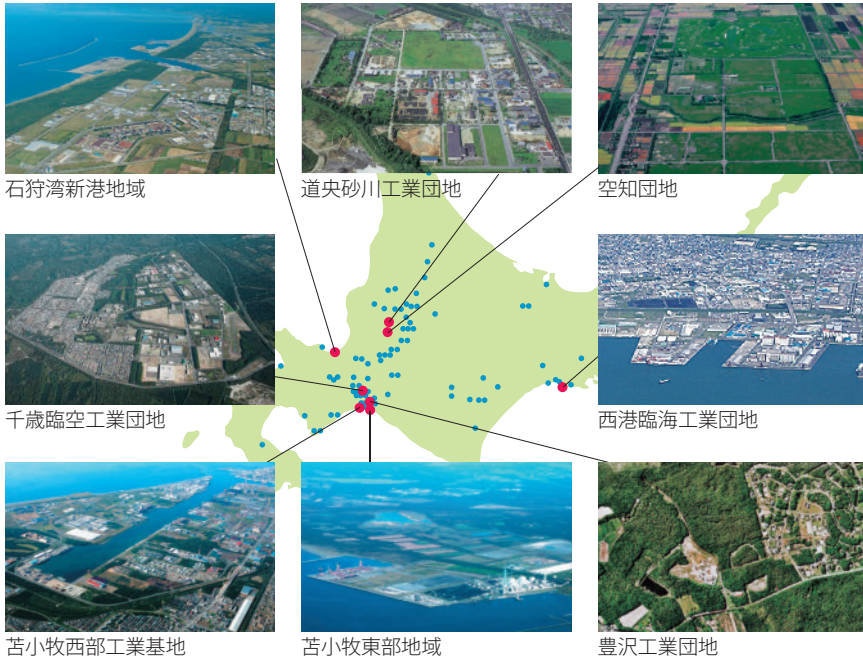 石狩湾新港地域
道央砂川工業団地
空知団地
千歳臨空工業団地
西港臨海工業団地
苫小牧西部工業基地
苫小牧東部地域
豊沢工業団地